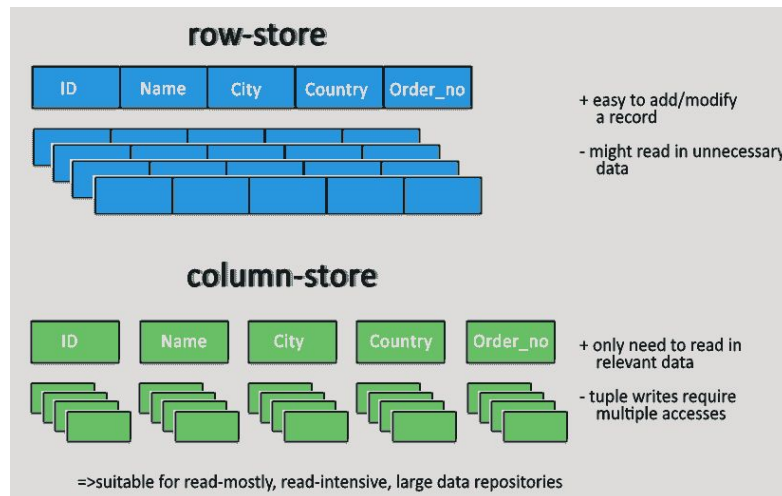 row-store
ID Name City Country Order_no
+ easy to add/modify
a record
- might read in unnecessary
data
column-store
ID Name City Country Order_no
+ only need to read in
relevant data
- tuple writes require
multiple accesses
=>suitable for read-mostly, read-intensive, large data repositories